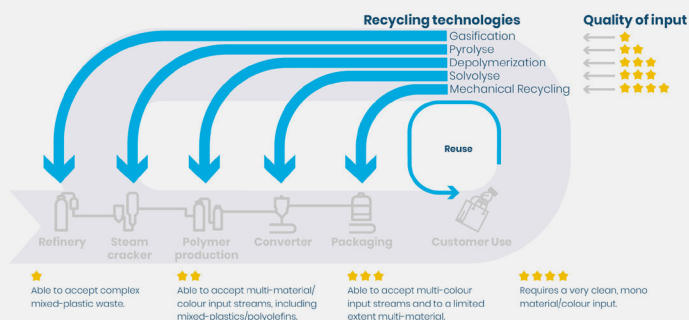 Recycling technologies
Quality of input
Gasification
Pyrolyse
Depolymerization
Solvolyse
Mechanical Recycling
Reuse
Refinery
Steam
cracker
Polymer
production
Converter
Packaging
Customer Use
Able to accept complex
mixed-plastic waste.
Able to accept multi-material/
colour input streams, including
mixed-plastics/polyolefins.
Able to accept multi-colour
input streams and to a limited
extent multi-material.
Requires a very clean, mono
material/colour input.